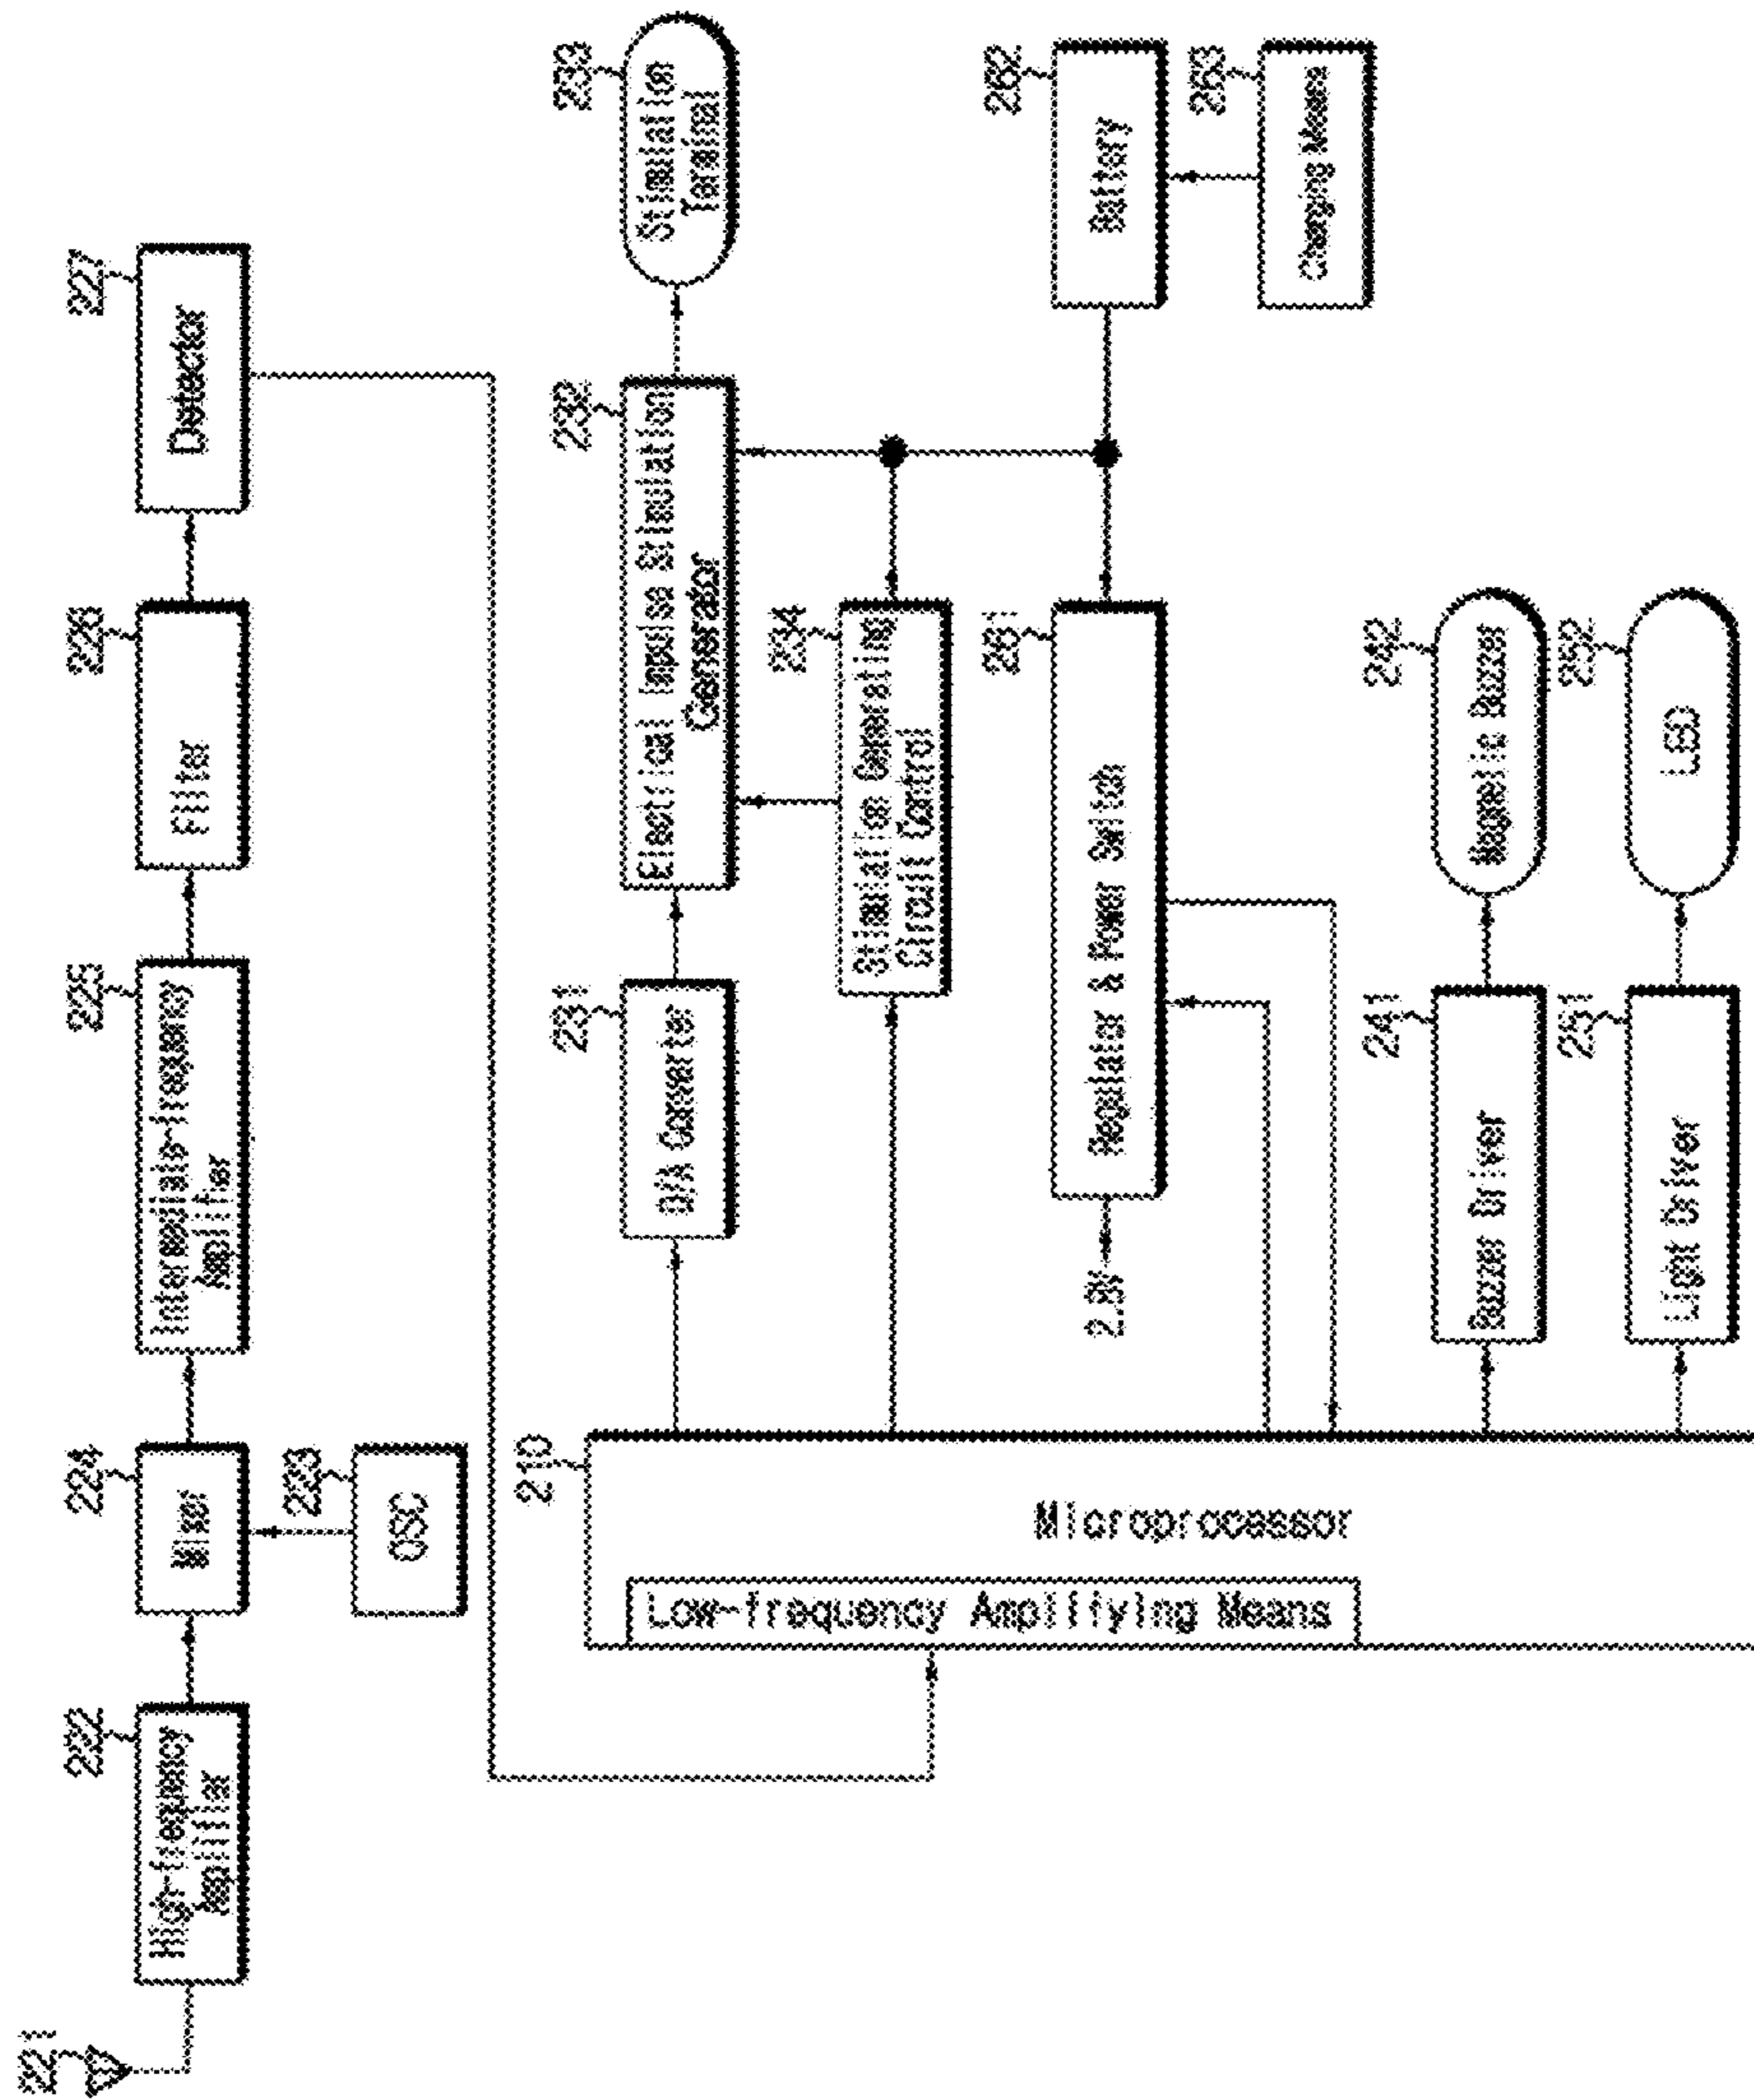 221
222
High-frequency
Amplifier
224
Mixer
223
OSC
225
Intermediate-frequency
Amplifier
226
Filter
227
Detector
210
Microprocessor
Low-frequency Amplifying Means
231
D/A Converter
232
Electrical Impulse Stimulation
Generator
233
Stimulation
Terminal
234
Stimulation Generating
Circuit Control
261
Regulator & Power Switch
2.8V
262
Battery
263
Charging Means
241
Buzzer Driver
242
Magnetic Buzzer
251
Light Driver
252
LED